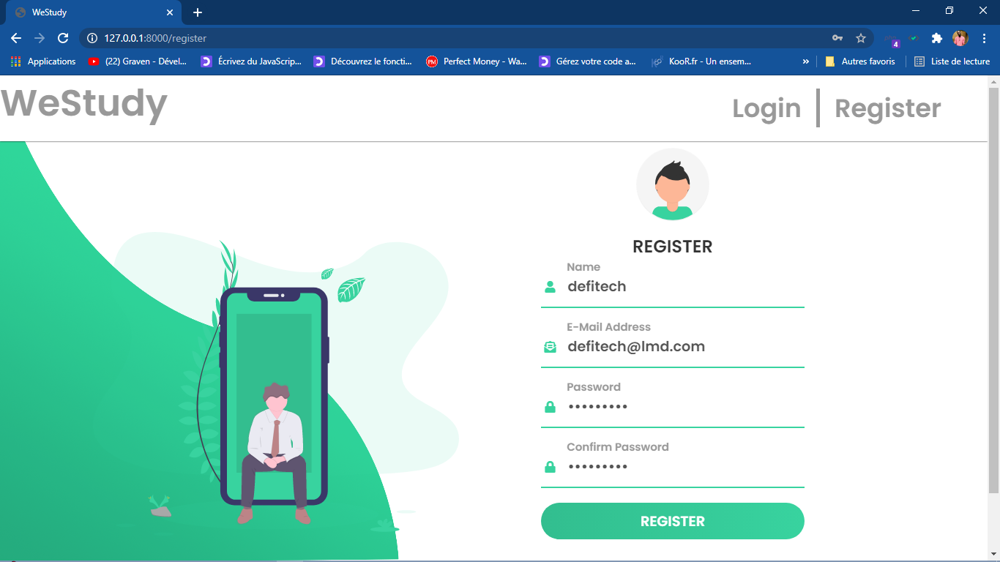 WeStudy
127.0.0.1:8000/register
4
Applications
(22) Graven - Dével...
Écrivez du JavaScrip...
Découvrez le foncti...
PM
Perfect Money - Wa...
Gérez votre code a...
KooR.fr - Un ensem...
»
Autres favoris
Liste de lecture
WeStudy
Login
Register
REGISTER
Name
defitech
E-Mail Address
defitech@lmd.com
Password
•••••••••
Confirm Password
•••••••••
REGISTER